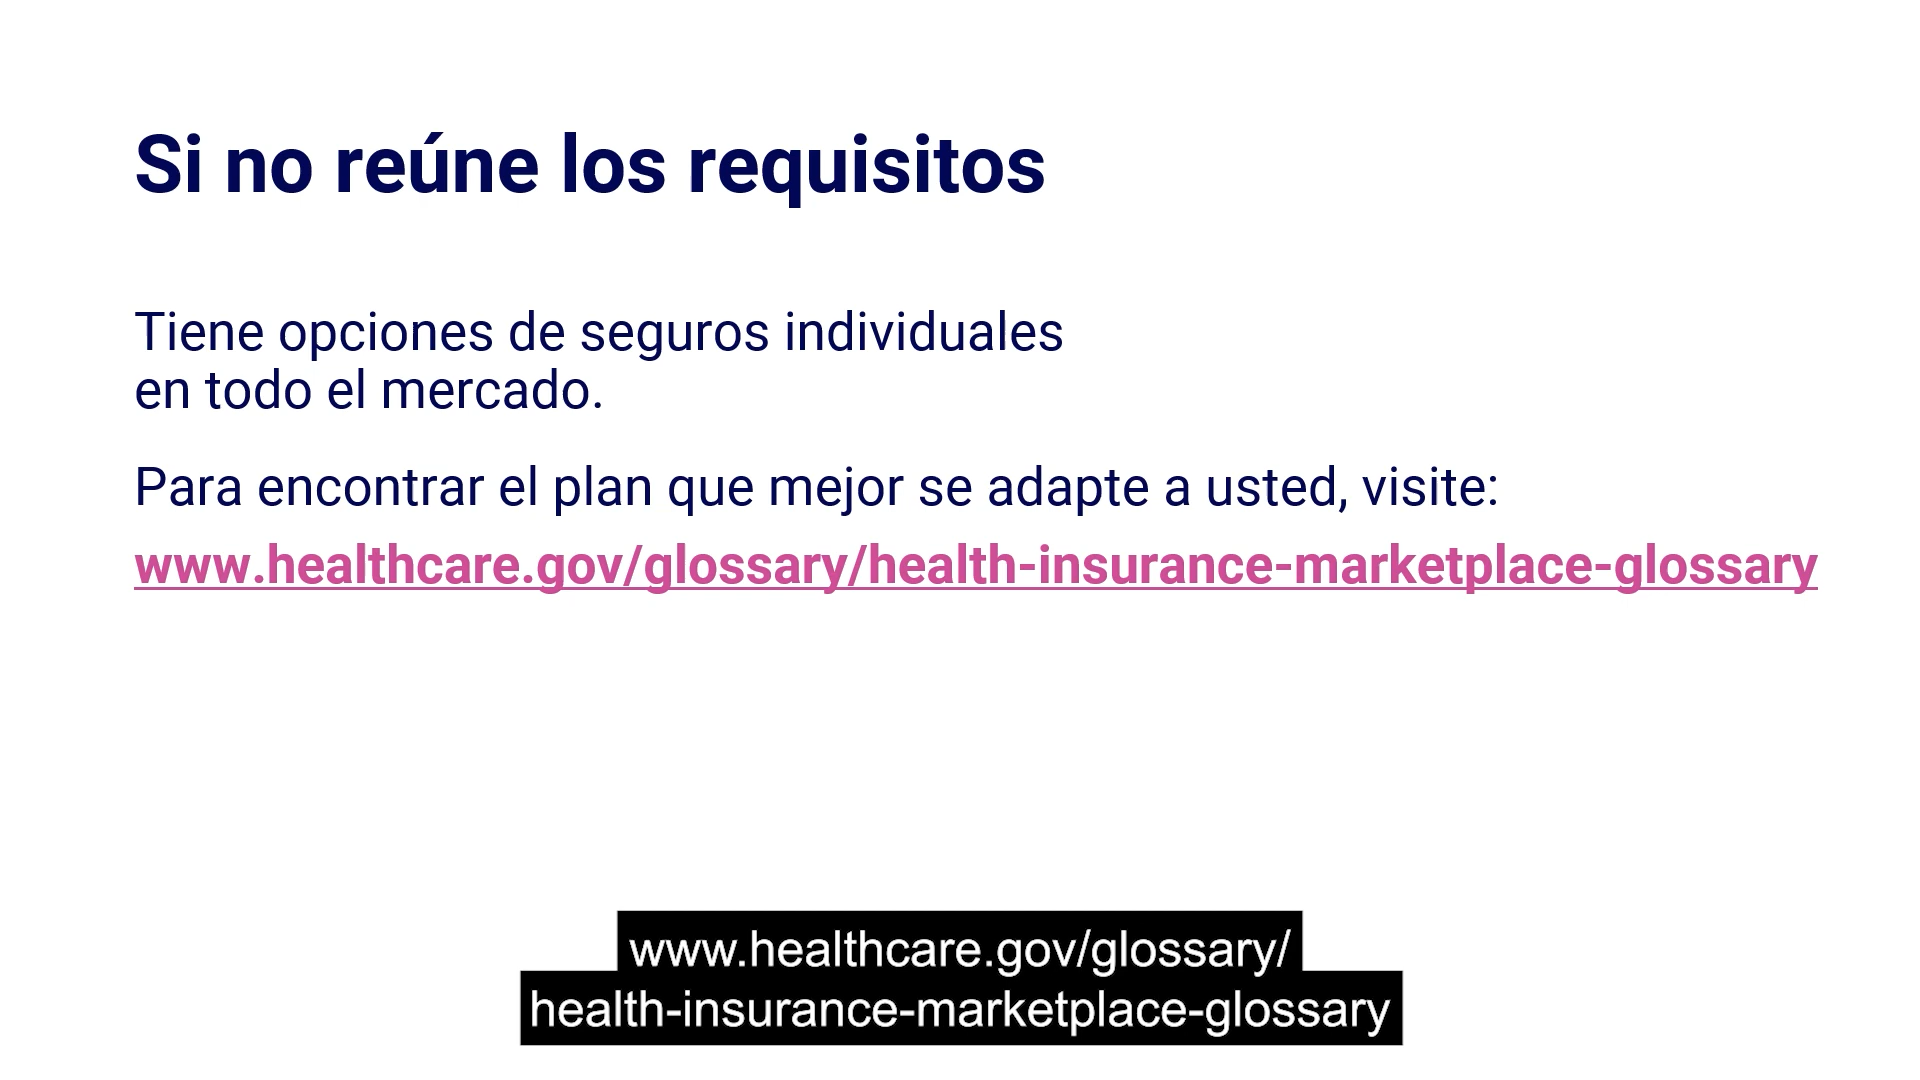 Si no reúne los requisitos
Tiene opciones de seguros individuales
en todo el mercado.
Para encontrar el plan que mejor se adapte a usted, visite:
www.healthcare.gov/glossary/health-insurance-marketplace-glossary
www.healthcare.gov/glossary/
health-insurance-marketplace-glossary